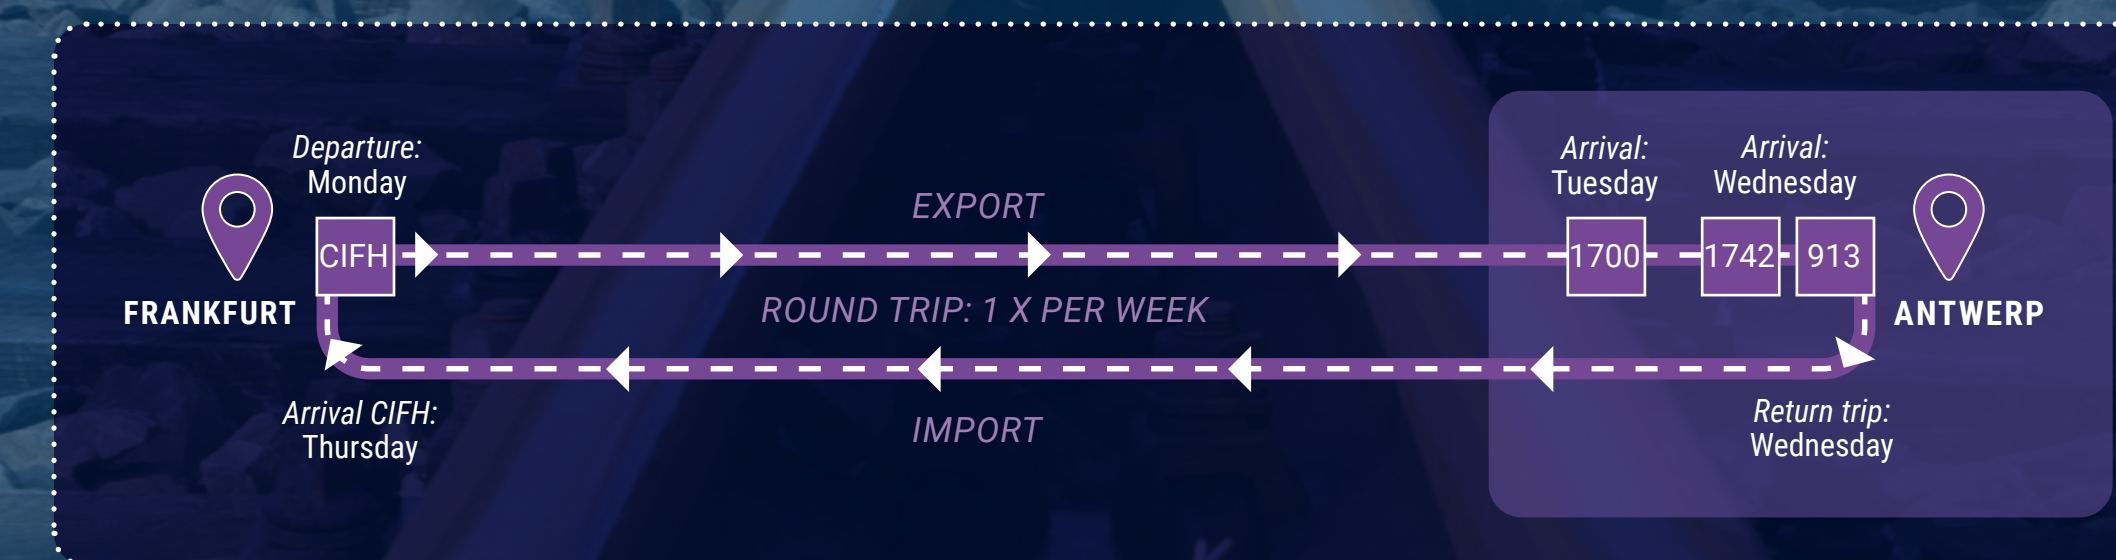 Departure:
Monday
FRANKFURT
CIFH
EXPORT
Arrival:
Tuesday
1700
Arrival:
Wednesday
1742
913
ANTWERP
ROUND TRIP: 1 X PER WEEK
IMPORT
Arrival CIFH:
Thursday
Return trip:
Wednesday